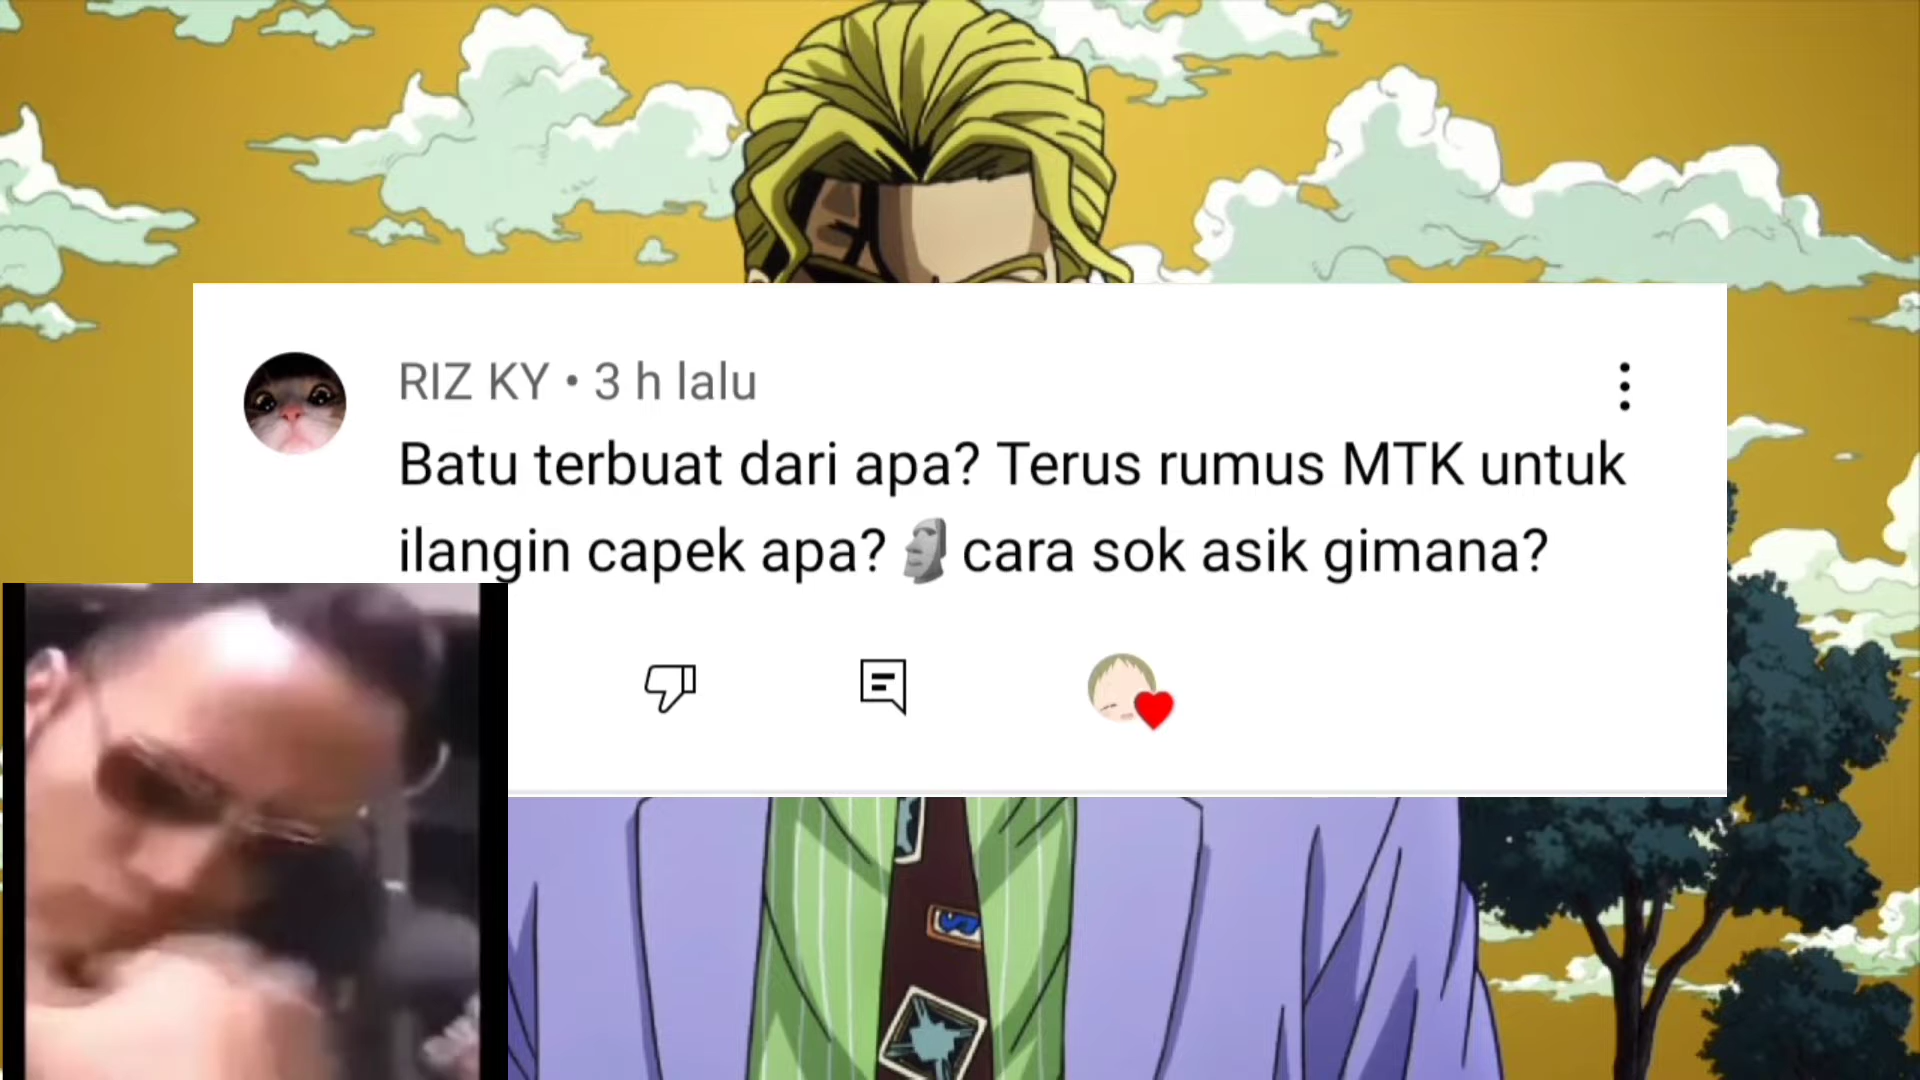 RIZ KY • 3 h lalu
Batu terbuat dari apa? Terus rumus MTK untuk
ilangin capek apa?🗿cara sok asik gimana?